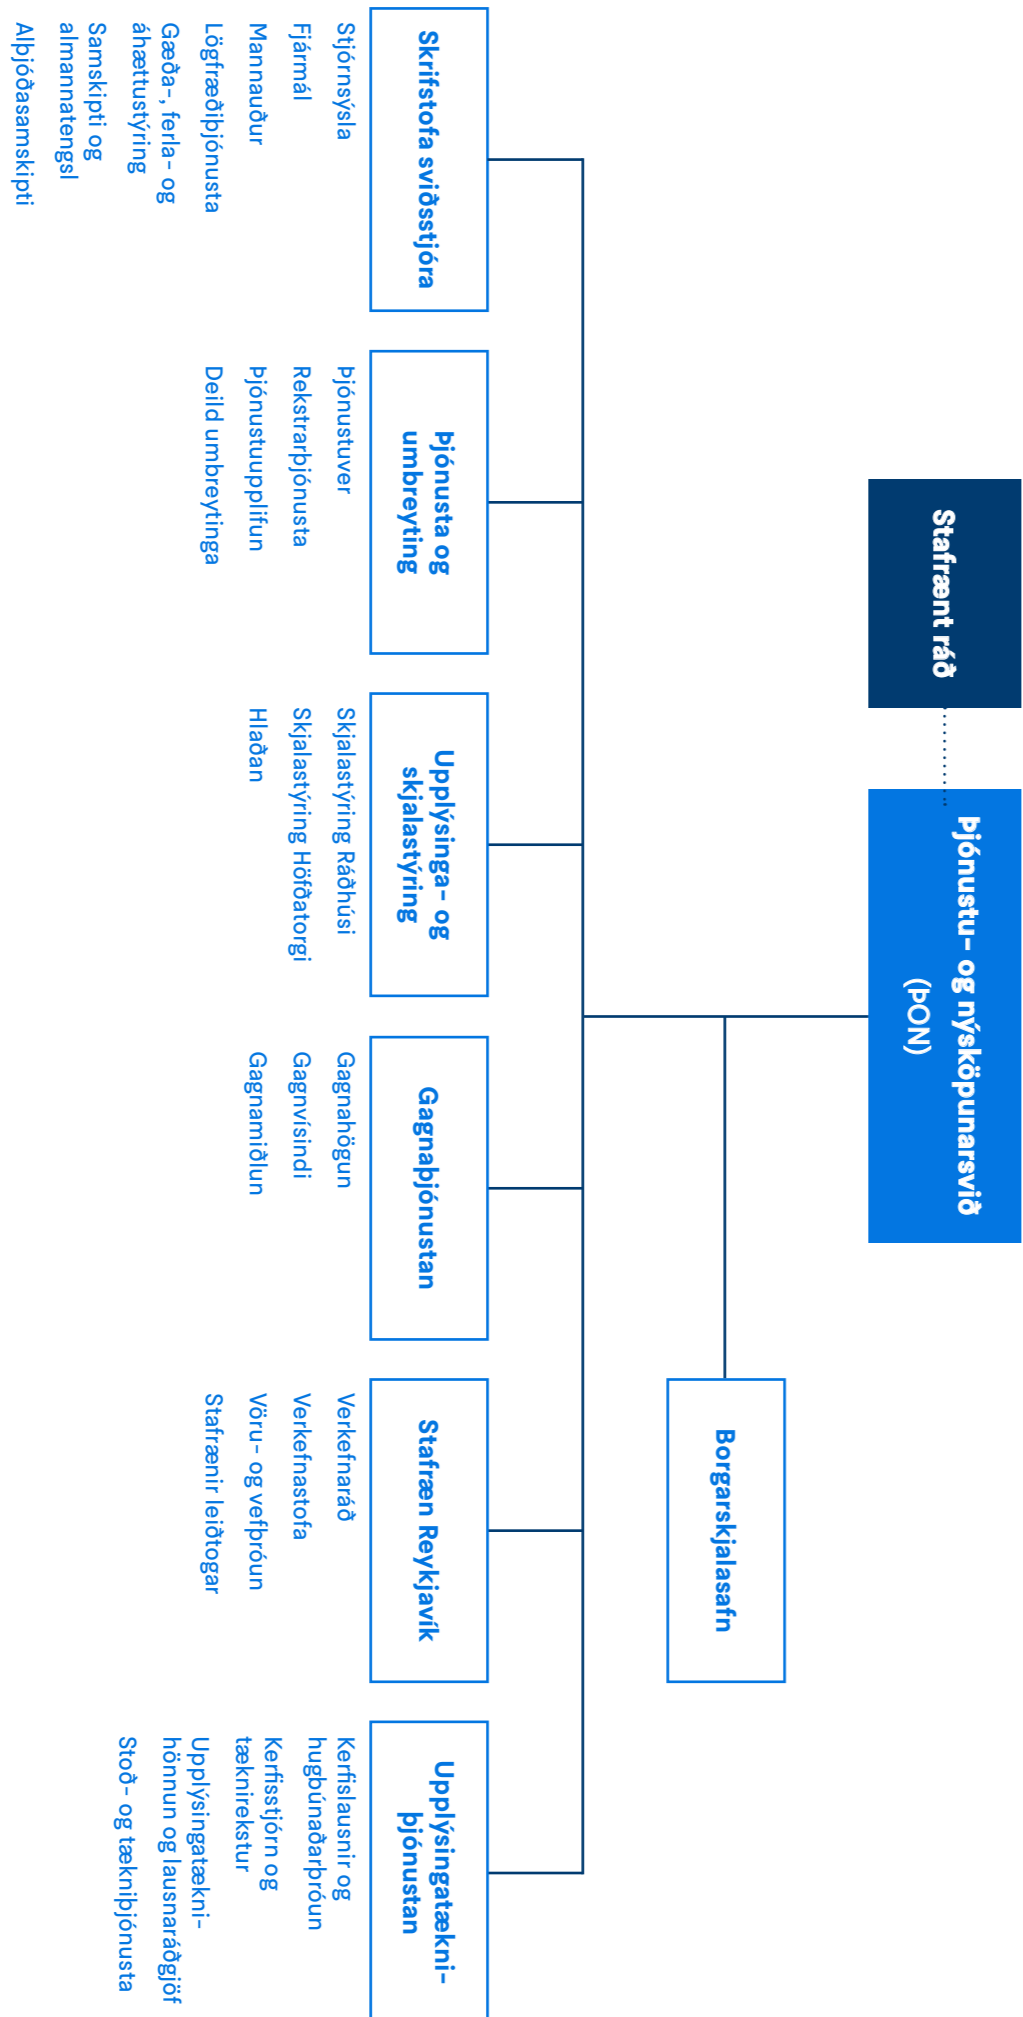 Stafrænt ráð
Þjónustu- og nýsköpunarsvið
(ÞON)
Borgarskjalasafn
Skrifstofa sviðsstjóra
Stjórnsýsla
Fjármál
Mannauður
Lögfræðiþjónusta
Gæða-, ferla- og
áhættustýring
Samskipti og
almannatengsl
Alþjóðasamskipti
Þjónusta og
umbreyting
Þjónustuver
Rekstrarþjónusta
Þjónustuupplifun
Deild umbreytinga
Upplýsinga- og
skjalastýring
Skjalastýring Ráðhúsi
Skjalastýring Höfðatorgi
Hlaðan
Gagnaþjónustan
Gagnahögun
Gagnvísindi
Gagnamiðlun
Stafræn Reykjavík
Verkefnaráð
Verkefnastofa
Vöru- og vefþróun
Stafrænir leiðtogar
Upplýsingatækni-
þjónustan
Kerfislausnir og
hugbúnaðarþróun
Kerfisstjórn og
tæknirekstur
Upplýsingatækni-
hönnun og lausnaráðgjöf
Stoð- og tækniþjónusta